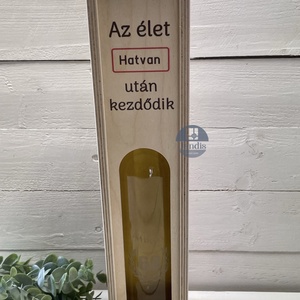 Az élet
Hatvan
után
kezdődik